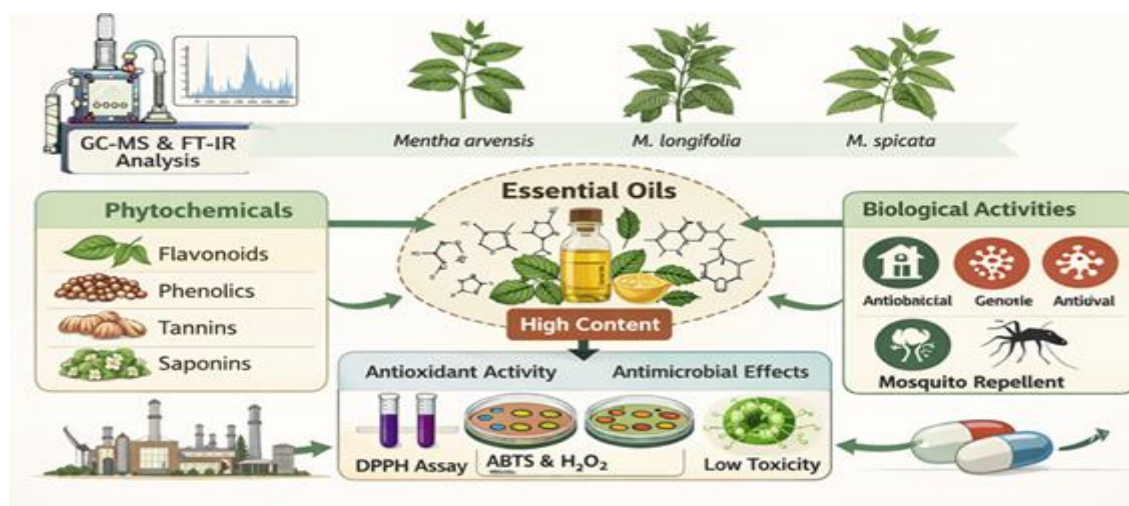 GC-MS & FT-IR
Analysis
Mentha arvensis
M. longifolia
M. spicata
Phytochemicals
Flavonoids
Phenolics
Tannins
Saponins
Essential Oils
High Content
Biological Activities
Antiobaicial
Genotie
Antioival
Mosquito Repellent
Antioxidant Activity
Antimicrobial Effects
DPPH Assay
ABTS & H₂O₂
Low Toxicity